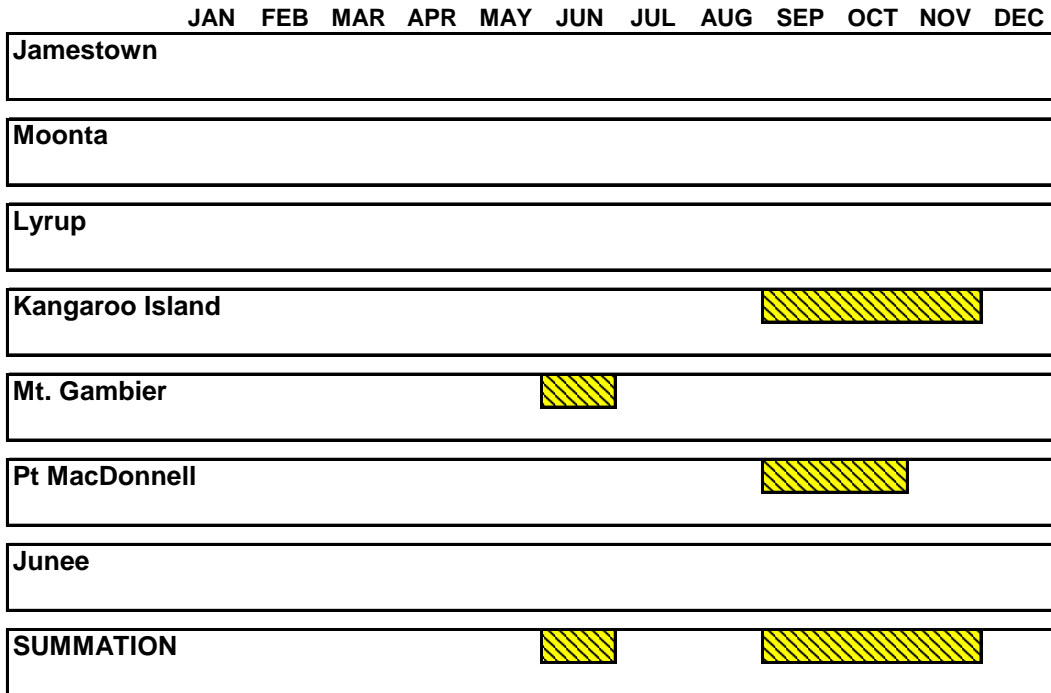 JAN FEB MAR APR MAY JUN JUL AUG SEP OCT NOV DEC
Jamestown
Moonta
Lyrup
Kangaroo Island
Mt. Gambier
Pt MacDonnell
Junee
SUMMATION